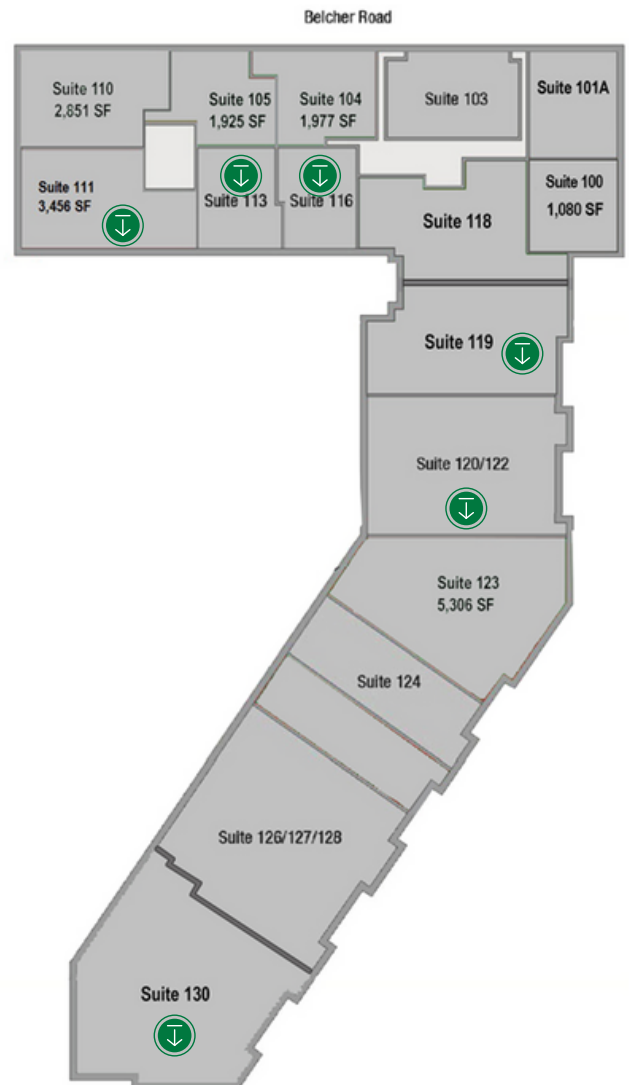 Belcher Road
Suite 110
2,851 SF
Suite 105
1,925 SF
Suite 104
1,977 SF
Suite 103
Suite 101A
Suite 111
3,456 SF
Suite 113
Suite 116
Suite 118
Suite 100
1,080 SF
Suite 119
Suite 120/122
Suite 123
5,306 SF
Suite 124
Suite 126/127/128
Suite 130